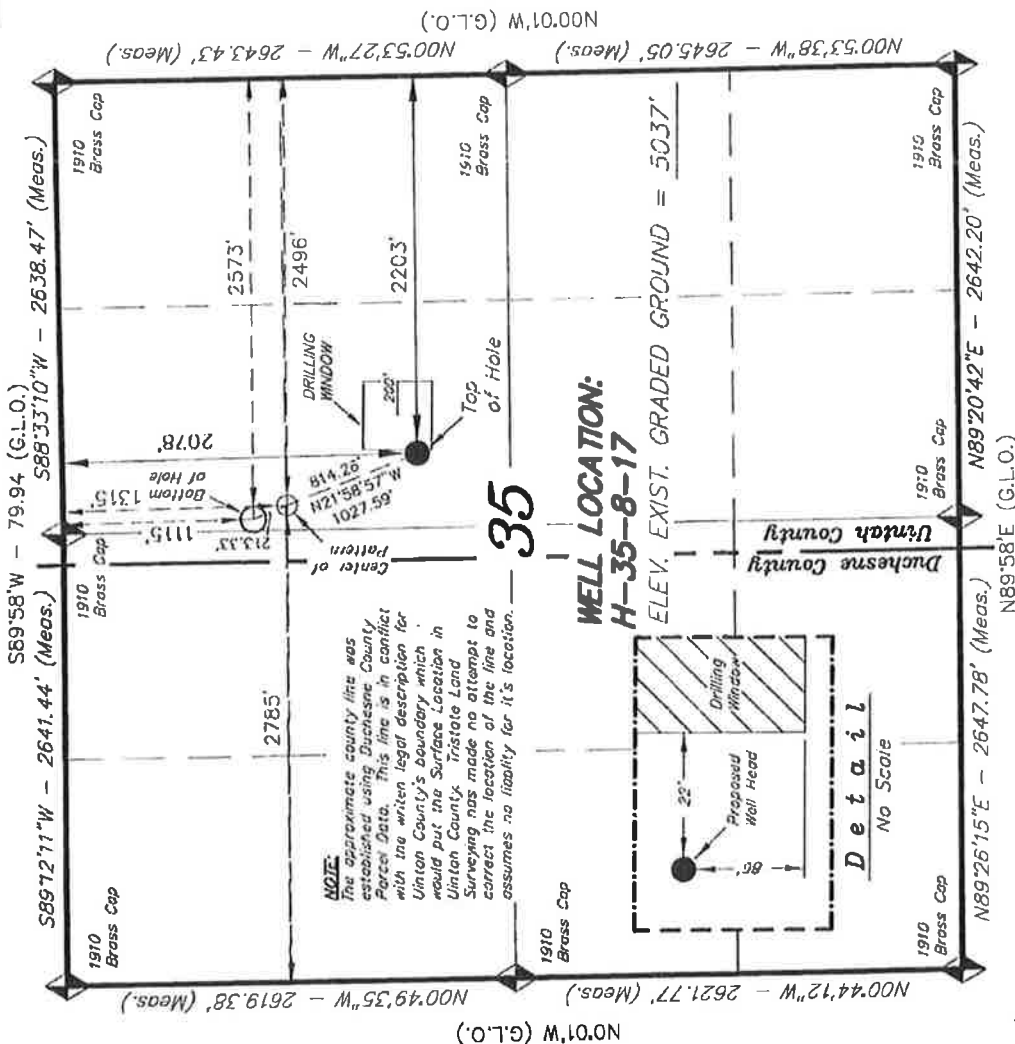 S89°58'W - 79.94 (G.L.O.)
S89°12'11"W - 2641.44' (Meas.)
S88°33'10"W - 2638.47' (Meas.)
1910
Brass Cap
1910
Brass Cap
1910
Brass Cap
N00°49'35"W - 2619.38' (Meas.)
N0°01'W (G.L.O.)
N00°44'12"W - 2621.77' (Meas.)
N00°53'27"W - 2643.43' (Meas.)
N00°01'W (G.L.O.)
N00°53'38"W - 2645.05' (Meas.)
1115'
1315'
Bottom
of Hole
2078'
2573'
2496'
2785'
2203'
213.33'
814.26'
N21°58'57"W
1027.59'
Center of
Pattern
DRILLING
WINDOW
200'
Top
of Hole
NOTE:
The approximate county line was
established using Duchesne County
Parcel Data. This line is in conflict
with the writen legal description for
Uintah County's boundary which
would put the Surface Location in
Uintah County. Tristate Land
Surveying has made no attempt to
correct the location of the line and
assumes no liability for it's location.
35
1910
Brass Cap
1910
Brass Cap
WELL LOCATION:
H-35-8-17
ELEV. EXIST. GRADED GROUND = 5037'
Drilling
Window
22'
Proposed
Well Head
86'
Detail
No Scale
Duchesne County
Uintah County
1910
Brass Cap
1910
Brass Cap
1910
Brass Cap
N89°26'15"E - 2647.78' (Meas.)
N89°20'42"E - 2642.20' (Meas.)
N89°58'E (G.L.O.)